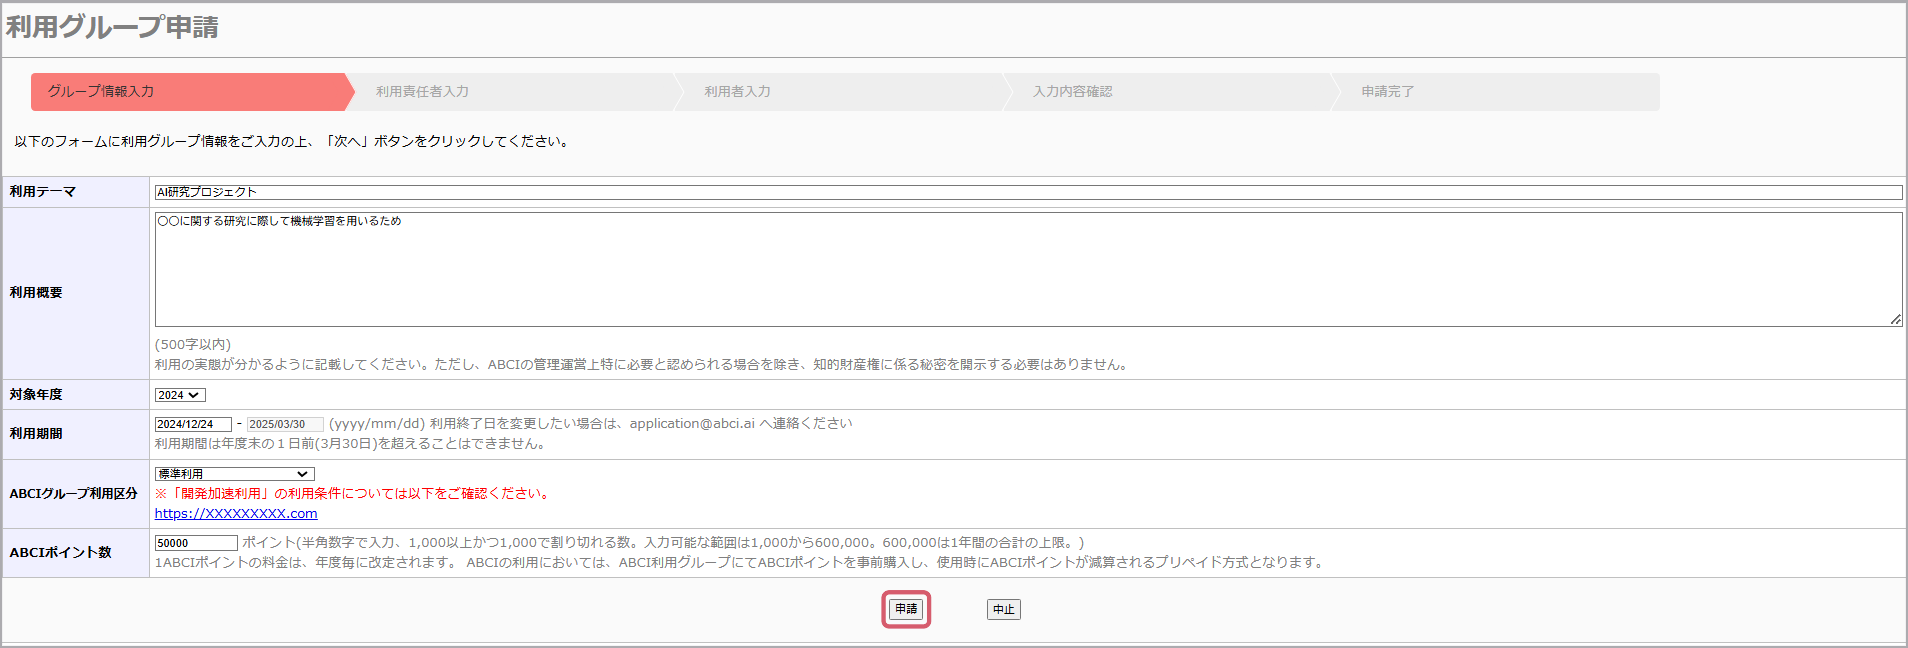 利用グループ申請
グループ情報入力
利用責任者入力
利用者入力
入力内容確認
申請完了
以下のフォームに利用グループ情報をご入力の上、「次へ」ボタンをクリックしてください。
利用テーマ
AI研究プロジェクト
利用概要
〇〇に関する研究に際して機械学習を用いるため
(500字以内)
利用の実態が分かるように記載してください。ただし、ABCIの管理運営上特に必要と認められる場合を除き、知的財産権に係る秘密を開示する必要はありません。
対象年度
2024
利用期間
2024/12/24 - 2025/03/30 (yyyy/mm/dd) 利用終了日を変更したい場合は、application@abci.ai へ連絡ください
利用期間は年度末の１日前(3月30日)を超えることはできません。
ABCIグループ利用区分
標準利用
※「開発加速利用」の利用条件については以下をご確認ください。
https://XXXXXXXXX.com
ABCIポイント数
50000 ポイント(半角数字で入力、1,000以上かつ1,000で割り切れる数。入力可能な範囲は1,000から600,000。600,000は1年間の合計の上限。)
1ABCIポイントの料金は、年度毎に改定されます。 ABCIの利用においては、ABCI利用グループにてABCIポイントを事前購入し、使用時にABCIポイントが減算されるプリペイド方式となります。
申請
中止